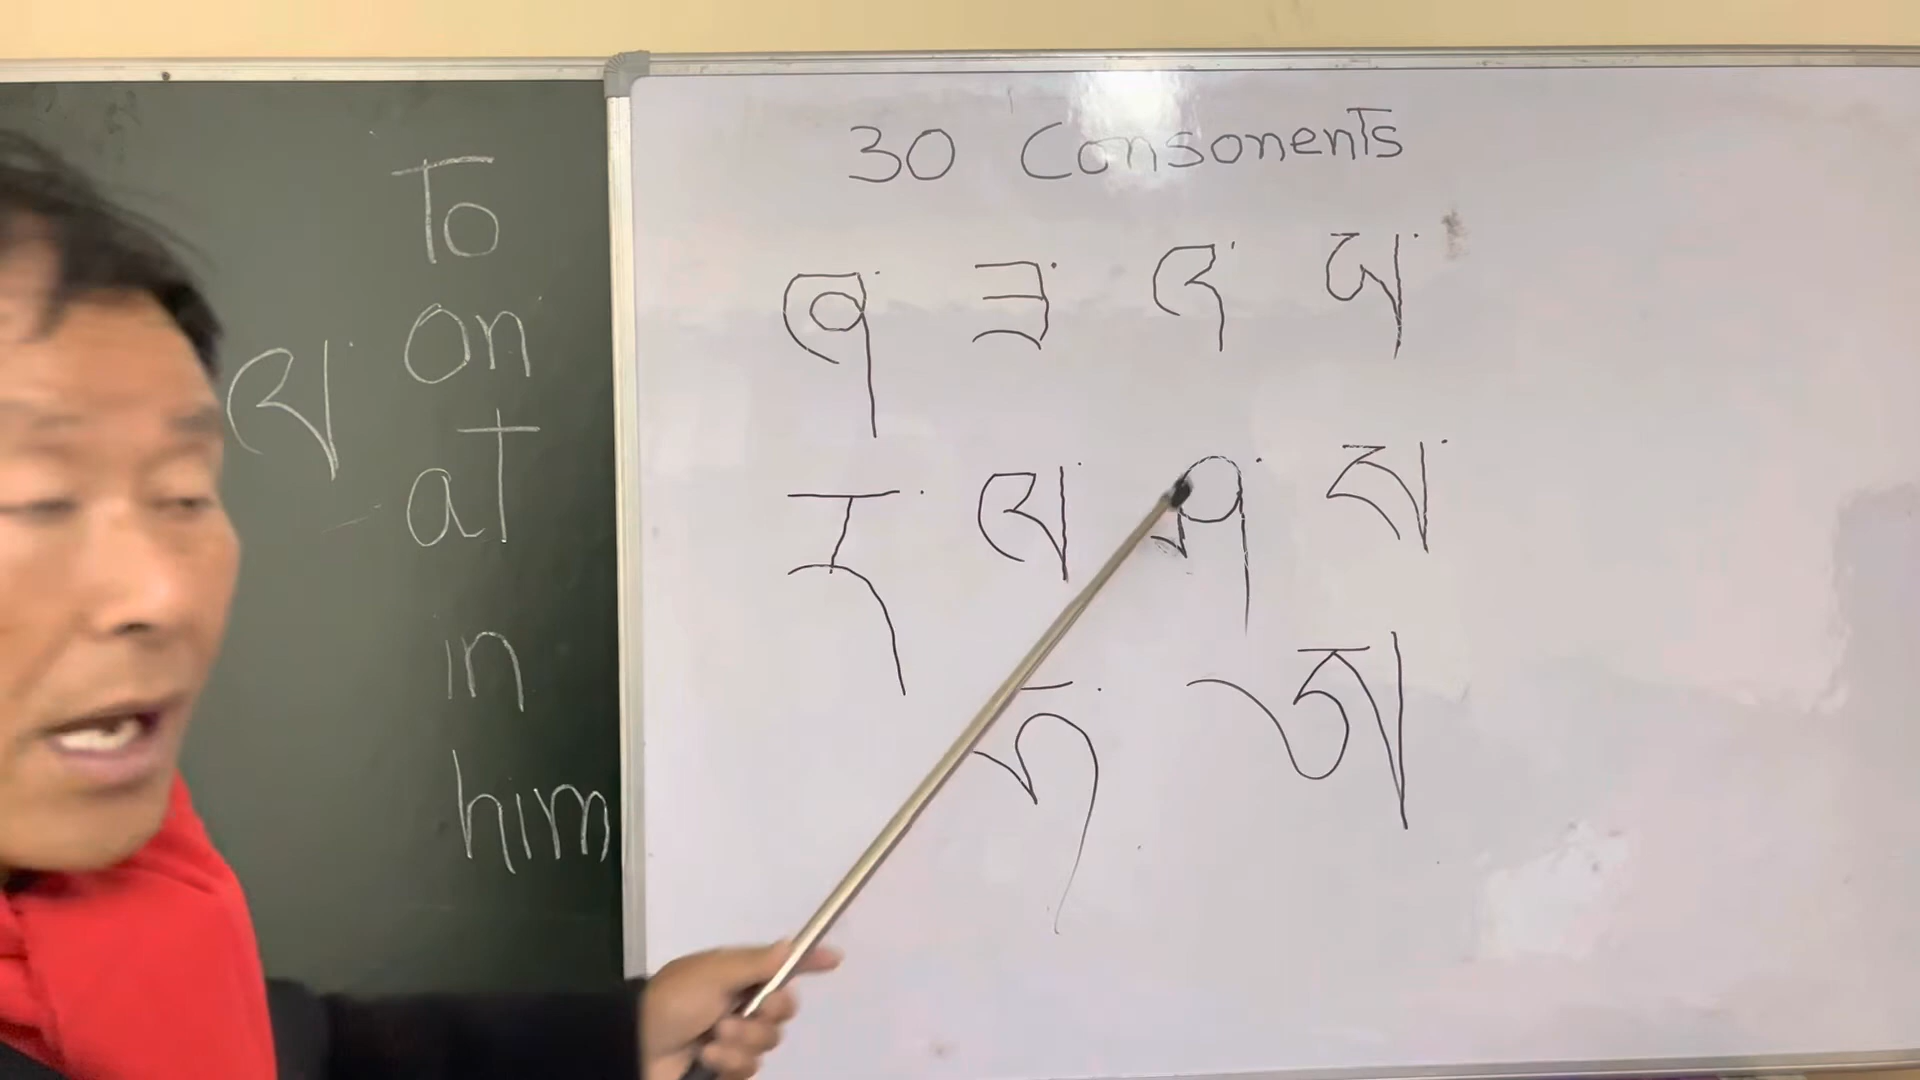 30 Consonents
ཞ་ ཟ་ འ་ ཡ་
ར་ ལ་ ཤ་ ས་
ཧ་ ཨ
ལ་
To
on
at
in
him